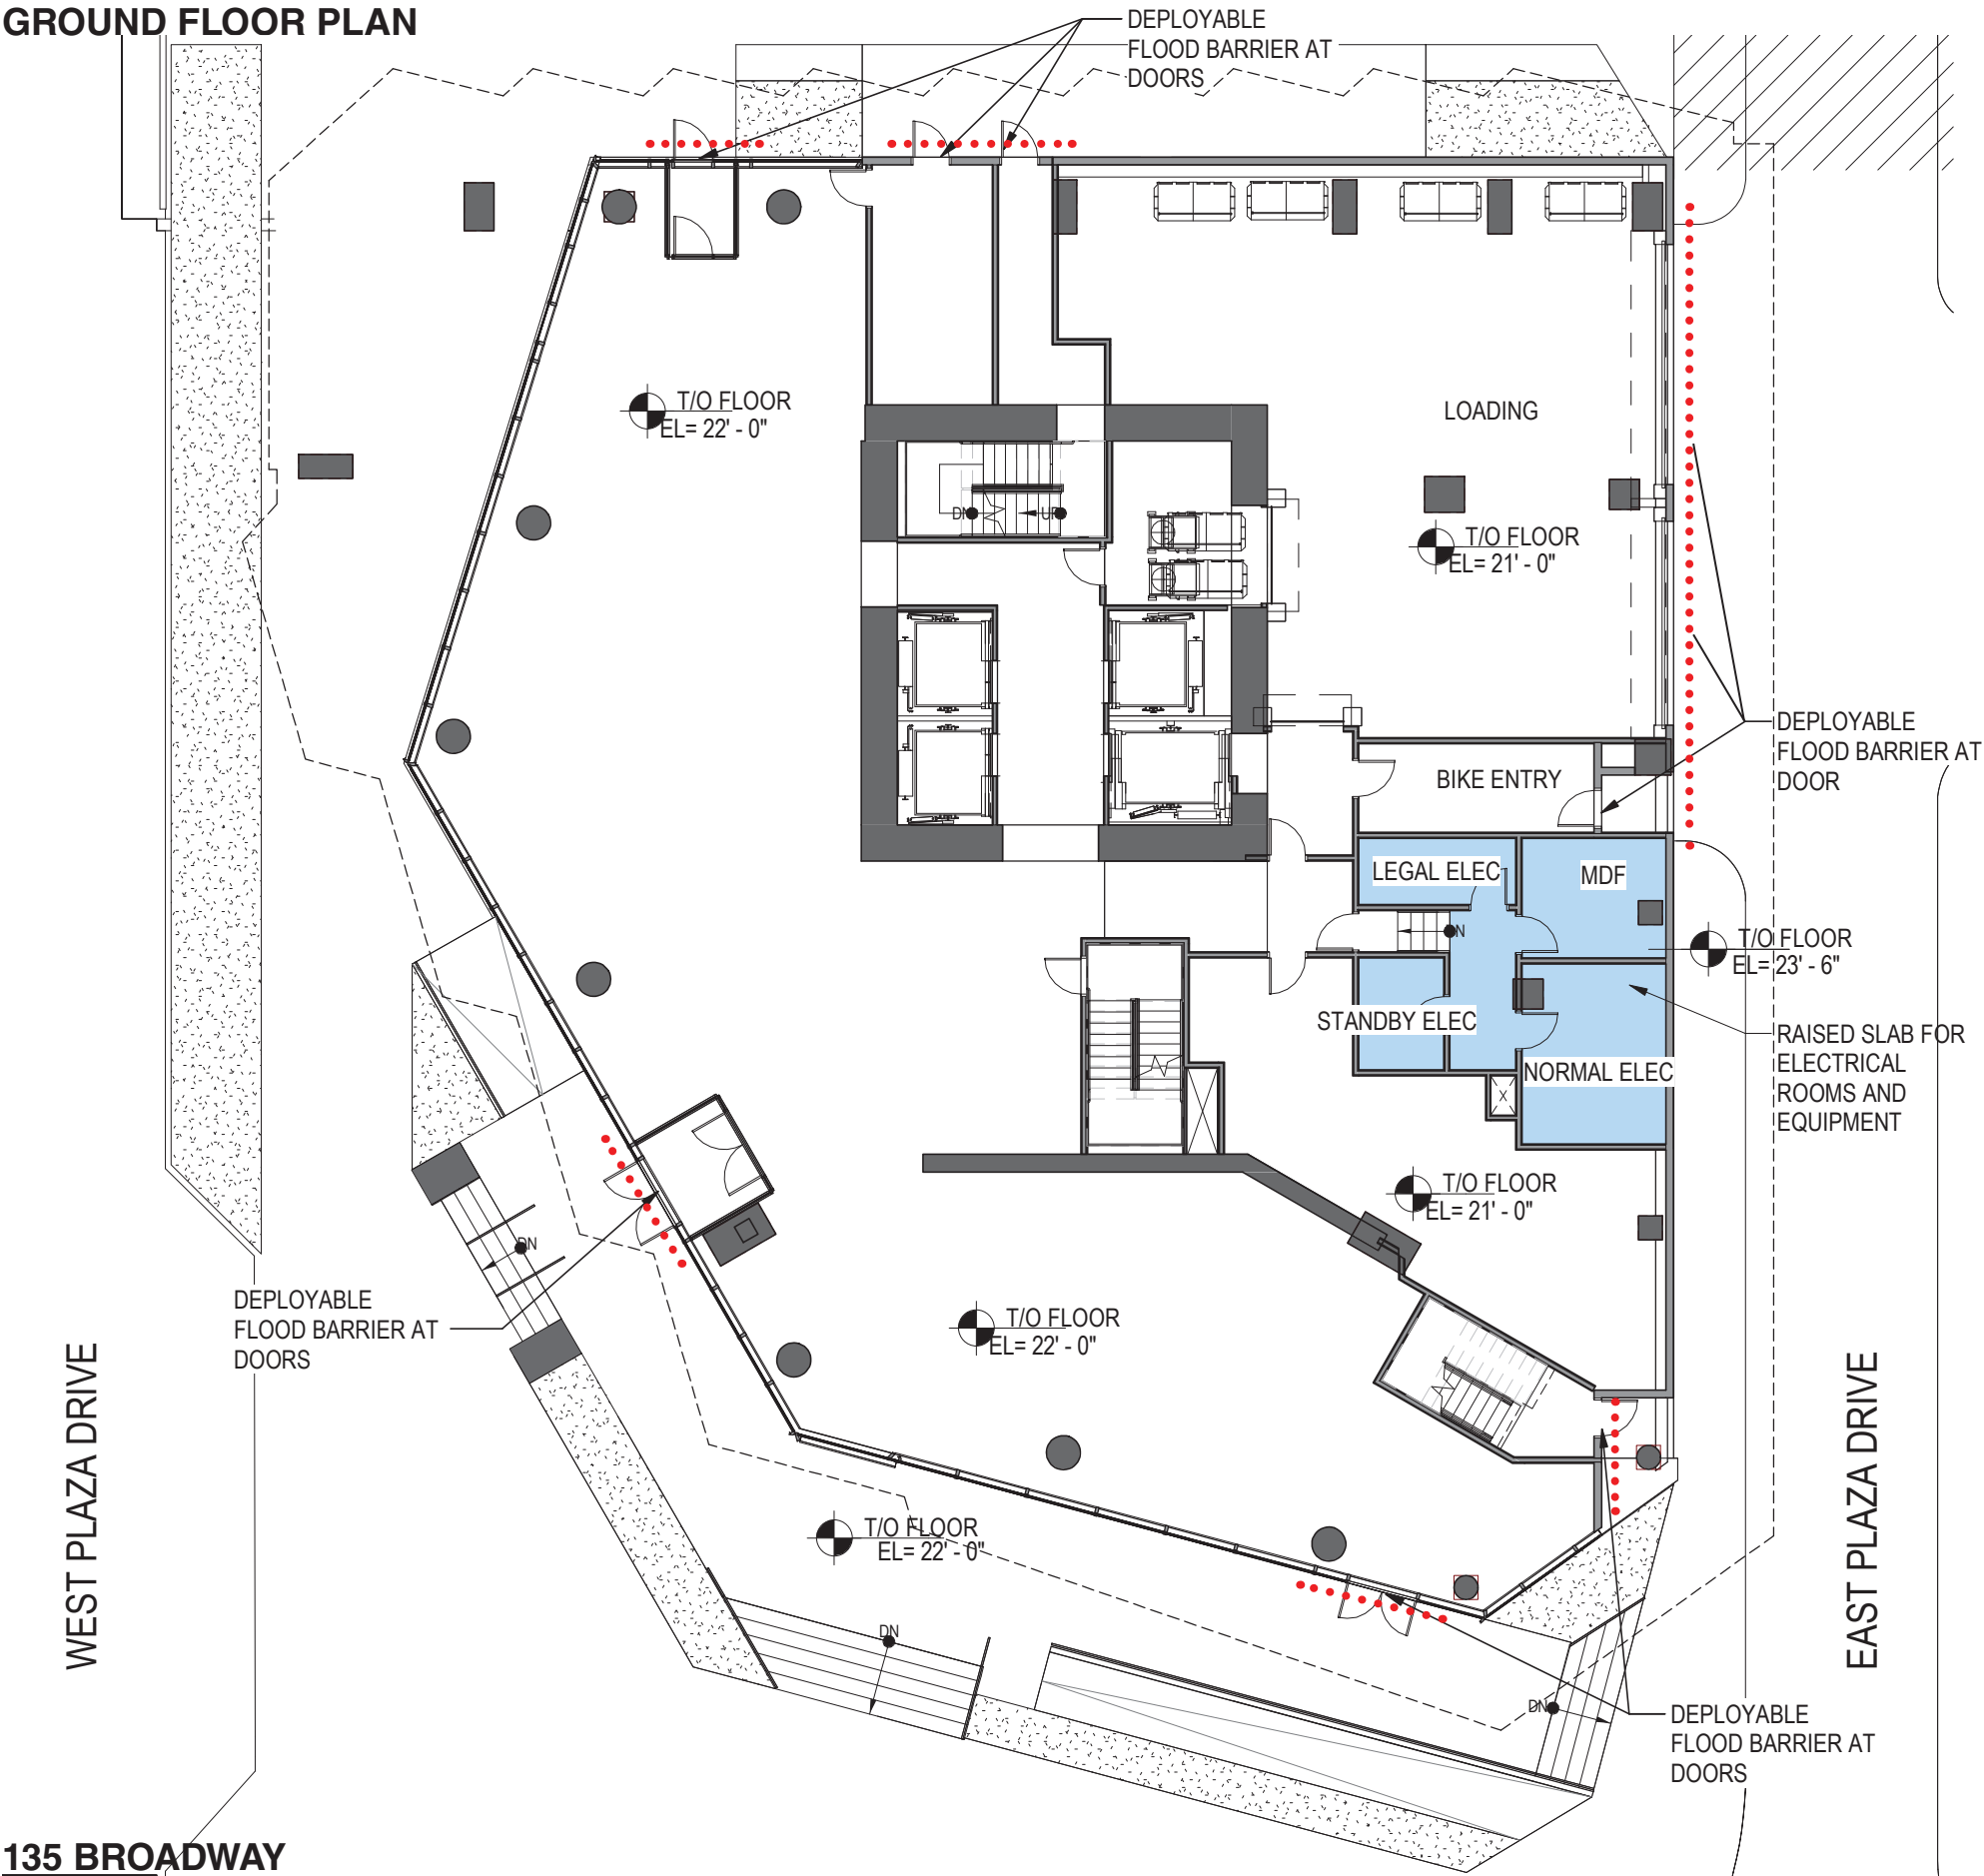 GROUND FLOOR PLAN
DEPLOYABLE
FLOOD BARRIER AT
DOORS
T/O FLOOR
EL= 22' - 0"
LOADING
DN
UP
T/O FLOOR
EL= 21' - 0"
DEPLOYABLE
FLOOD BARRIER AT
DOOR
BIKE ENTRY
LEGAL ELEC
MDF
DN
T/O FLOOR
EL= 23' - 6"
STANDBY ELEC
RAISED SLAB FOR
ELECTRICAL
ROOMS AND
EQUIPMENT
NORMAL ELEC
X
T/O FLOOR
EL= 21' - 0"
DN
DEPLOYABLE
FLOOD BARRIER AT
DOORS
T/O FLOOR
EL= 22' - 0"
WEST PLAZA DRIVE
EAST PLAZA DRIVE
T/O FLOOR
EL= 22' - 0"
DN
DN
DEPLOYABLE
FLOOD BARRIER AT
DOORS
135 BROADWAY